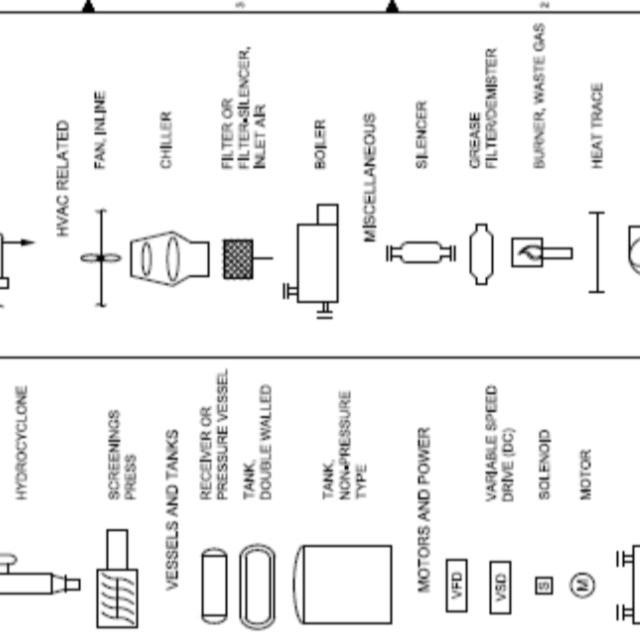 HVAC RELATED
FAN, INLINE
CHILLER
FILTER OR
FILTER-SILENCER,
INLET AIR
BOILER
MISCELLANEOUS
SILENCER
GREASE
FILTER/DEMISTER
BURNER, WASTE GAS
HEAT TRACE
HYDROCYCLONE
SCREENINGS
PRESS
VESSELS AND TANKS
RECEIVER OR
PRESSURE VESSEL
TANK,
DOUBLE WALLED
TANK,
NON-PRESSURE
TYPE
MOTORS AND POWER
VFD
VARIABLE SPEED
DRIVE (DC)
VSD
SOLENOID
S
MOTOR
M